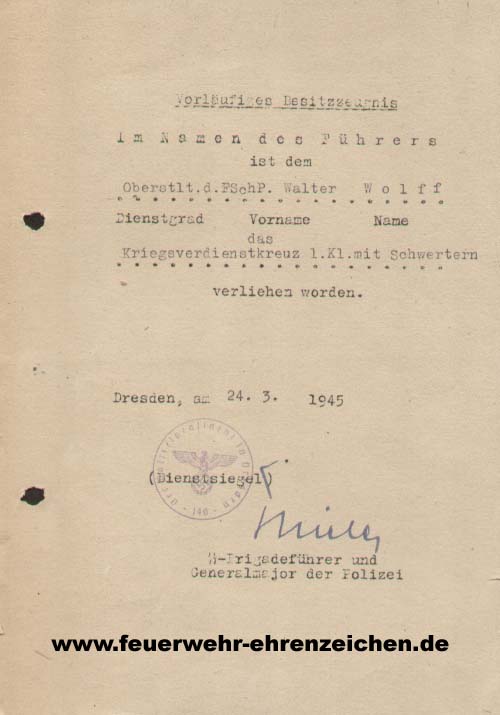 Vorläufiges Besitzzeugnis
Im Namen des Führers
ist dem
Oberstlt.d.FSchP. Walter Wolff
Dienstgrad Vorname Name
das
Kriegsverdienstkreuz 1.Kl.mit Schwertern
verliehen worden.
Dresden, am 24. 3. 1945
(Dienstsiegel)
- 140 -
SS-Brigadeführer und
Generalmajor der Polizei
www.feuerwehr-ehrenzeichen.de